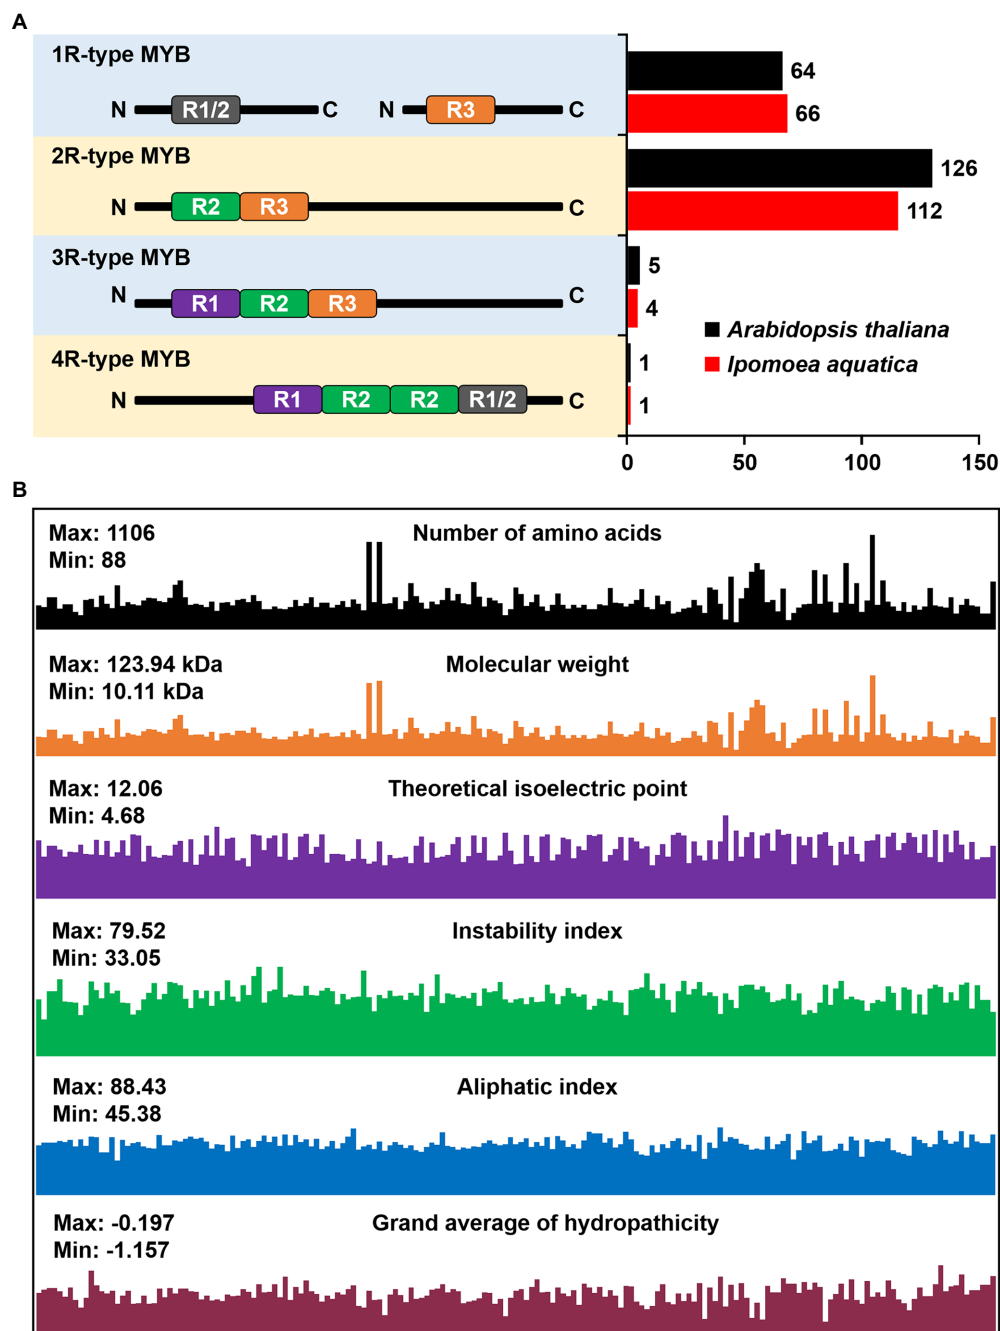 A
1R-type MYB
N R1/2 C N R3 C
64
66
2R-type MYB
N R2 R3 C
126
112
3R-type MYB
N R1 R2 R3 C
5
4
Arabidopsis thaliana
Ipomoea aquatica
4R-type MYB
N R1 R2 R2 R1/2 C
1
1
0 50 100 150
B
Max: 1106
Min: 88
Number of amino acids
Max: 123.94 kDa
Min: 10.11 kDa
Molecular weight
Max: 12.06
Min: 4.68
Theoretical isoelectric point
Max: 79.52
Min: 33.05
Instability index
Max: 88.43
Min: 45.38
Aliphatic index
Max: -0.197
Min: -1.157
Grand average of hydropathicity